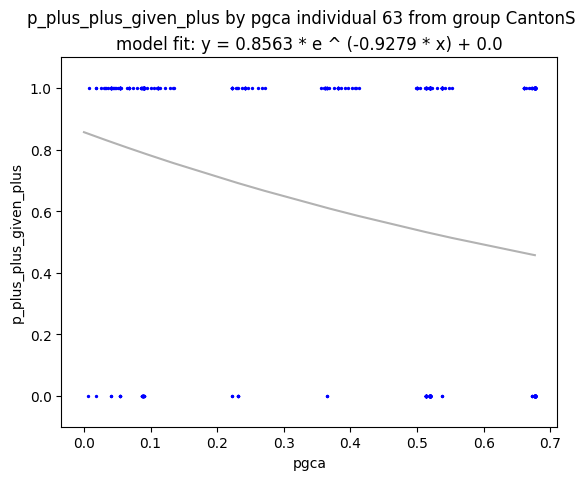 p_plus_plus_given_plus by pgca individual 63 from group CantonS
model fit: y = 0.8563 * e ^ (-0.9279 * x) + 0.0
1.0
0.8
0.6
0.4
0.2
0.0
p_plus_plus_given_plus
0.0 0.1 0.2 0.3 0.4 0.5 0.6 0.7
pgca